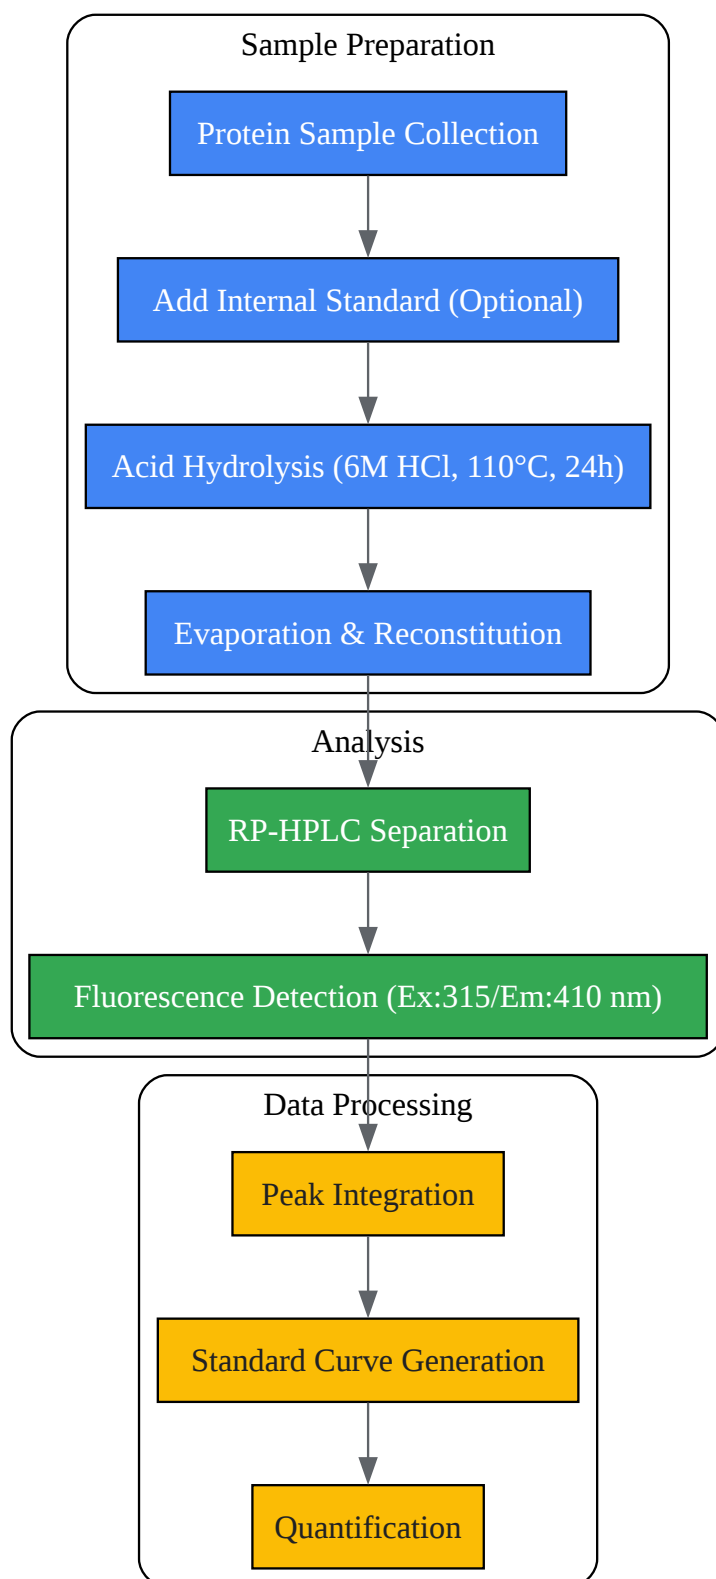 Sample Preparation
Protein Sample Collection
Add Internal Standard (Optional)
Acid Hydrolysis (6M HCl, 110°C, 24h)
Evaporation & Reconstitution
Analysis
RP-HPLC Separation
Fluorescence Detection (Ex:315/Em:410 nm)
Data Processing
Peak Integration
Standard Curve Generation
Quantification